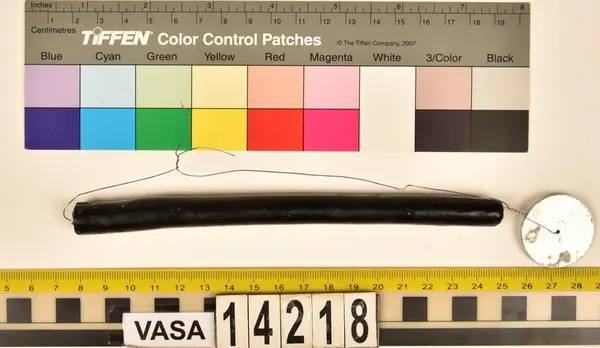 Inches 1 2 3 4 5 6 7 8
Centimetres 1 2 3 4 5 6 7 8 9 10 11 12 13 14 15 16 17 18 19
TIFFEN® Color Control Patches © The Tiffen Company, 2007
Blue Cyan Green Yellow Red Magenta White 3/Color Black
5 6 7 8 9 10 11 12 13 14 15 16 17 18 19 20 21 22 23 24 25 26 27 28
VASA 14218